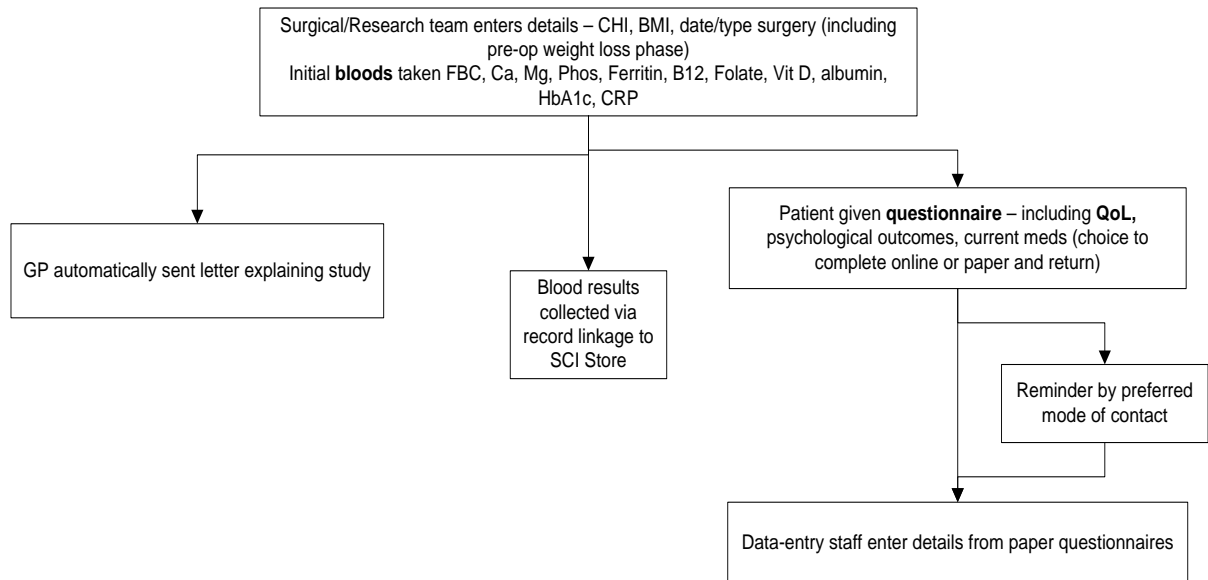 Surgical/Research team enters details – CHI, BMI, date/type surgery (including
pre-op weight loss phase)
Initial bloods taken FBC, Ca, Mg, Phos, Ferritin, B12, Folate, Vit D, albumin,
HbA1c, CRP
GP automatically sent letter explaining study
Blood results
collected via
record linkage to
SCI Store
Patient given questionnaire – including QoL,
psychological outcomes, current meds (choice to
complete online or paper and return)
Reminder by preferred
mode of contact
Data-entry staff enter details from paper questionnaires